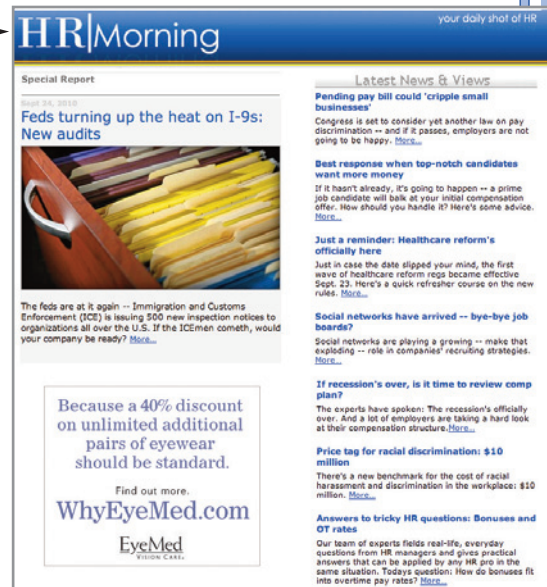 HR Morning
your daily shot of HR
Special Report
Sept 24, 2010
Feds turning up the heat on I-9s:
New audits
The feds are at it again -- Immigration and Customs
Enforcement (ICE) is issuing 500 new inspection notices to
organizations all over the U.S. If the ICEmen cometh, would
your company be ready? More...
Because a 40% discount
on unlimited additional
pairs of eyewear
should be standard.
Find out more.
WhyEyeMed.com
EyeMed
VISION CARE.
Latest News & Views
Pending pay bill could 'cripple small
businesses'
Congress is set to consider yet another law on pay
discrimination -- and if it passes, employers are not
going to be happy. More...
Best response when top-notch candidates
want more money
If it hasn't already, it's going to happen -- a prime
job candidate will balk at your initial compensation
offer. How should you handle it? Here's some advice.
More...
Just a reminder: Healthcare reform's
officially here
Just in case the date slipped your mind, the first
wave of healthcare reform regs became effective
Sept. 23. Here's a quick refresher course on the new
rules. More...
Social networks have arrived -- bye-bye job
boards?
Social networks are playing a growing -- make that
exploding -- role in companies' recruiting strategies.
More...
If recession's over, is it time to review comp
plan?
The experts have spoken: The recession's officially
over. And a lot of employers are taking a hard look
at their compensation structure.More...
Price tag for racial discrimination: $10
million
There's a new benchmark for the cost of racial
harassment and discrimination in the workplace: $10
million. More...
Answers to tricky HR questions: Bonuses and
OT rates
Our team of experts fields real-life, everyday
questions from HR managers and gives practical
answers that can be applied by any HR pro in the
same situation. Todays question: How do bonuses fit
into overtime pay rates? More...